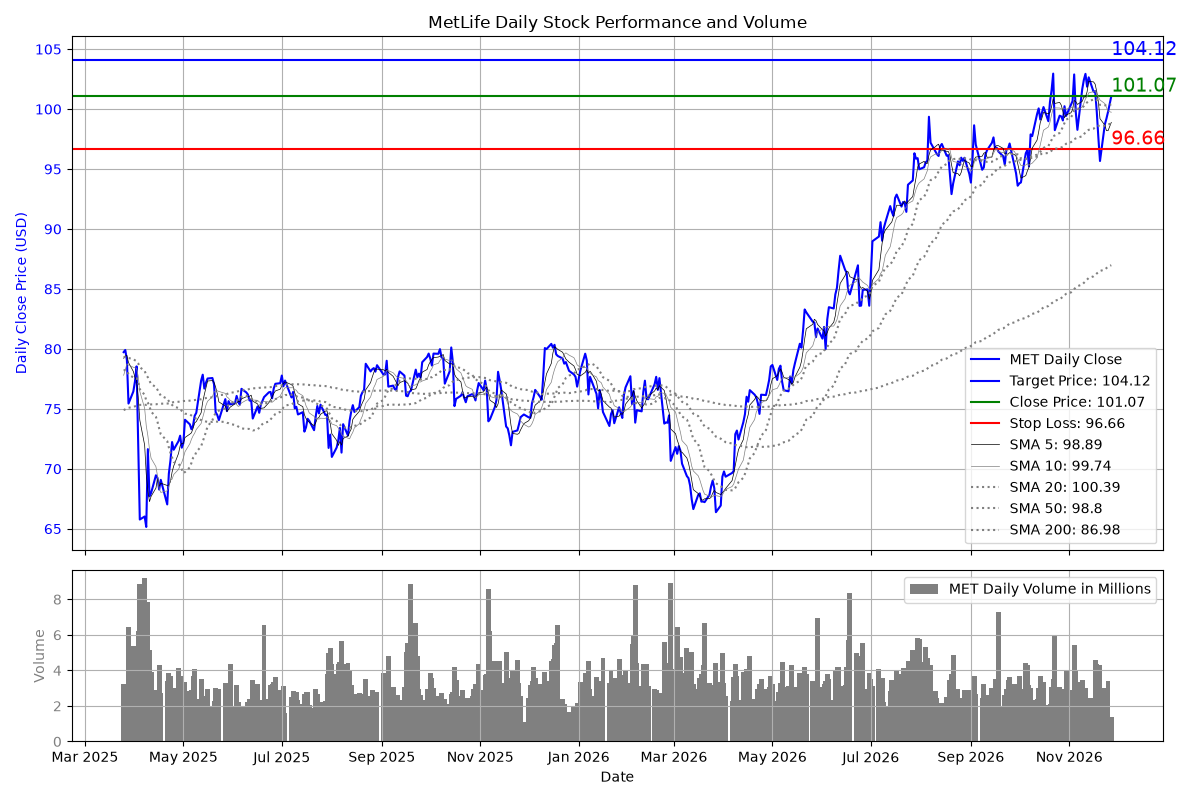 MetLife Daily Stock Performance and Volume
105
100
95
90
85
80
75
70
65
Daily Close Price (USD)
104.12
101.07
96.66
MET Daily Close
Target Price: 104.12
Close Price: 101.07
Stop Loss: 96.66
SMA 5: 98.89
SMA 10: 99.74
SMA 20: 100.39
SMA 50: 98.8
SMA 200: 86.98
8
6
4
2
0
Volume
MET Daily Volume in Millions
Mar 2025 May 2025 Jul 2025 Sep 2025 Nov 2025 Jan 2026 Mar 2026 May 2026 Jul 2026 Sep 2026 Nov 2026
Date